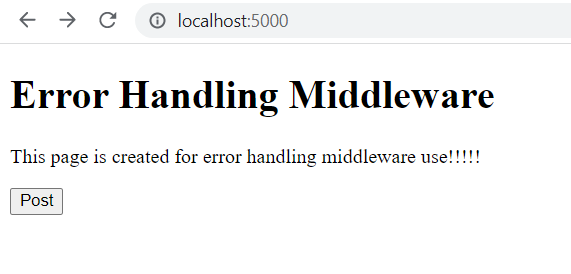 localhost:5000
Error Handling Middleware
This page is created for error handling middleware use!!!!!
Post